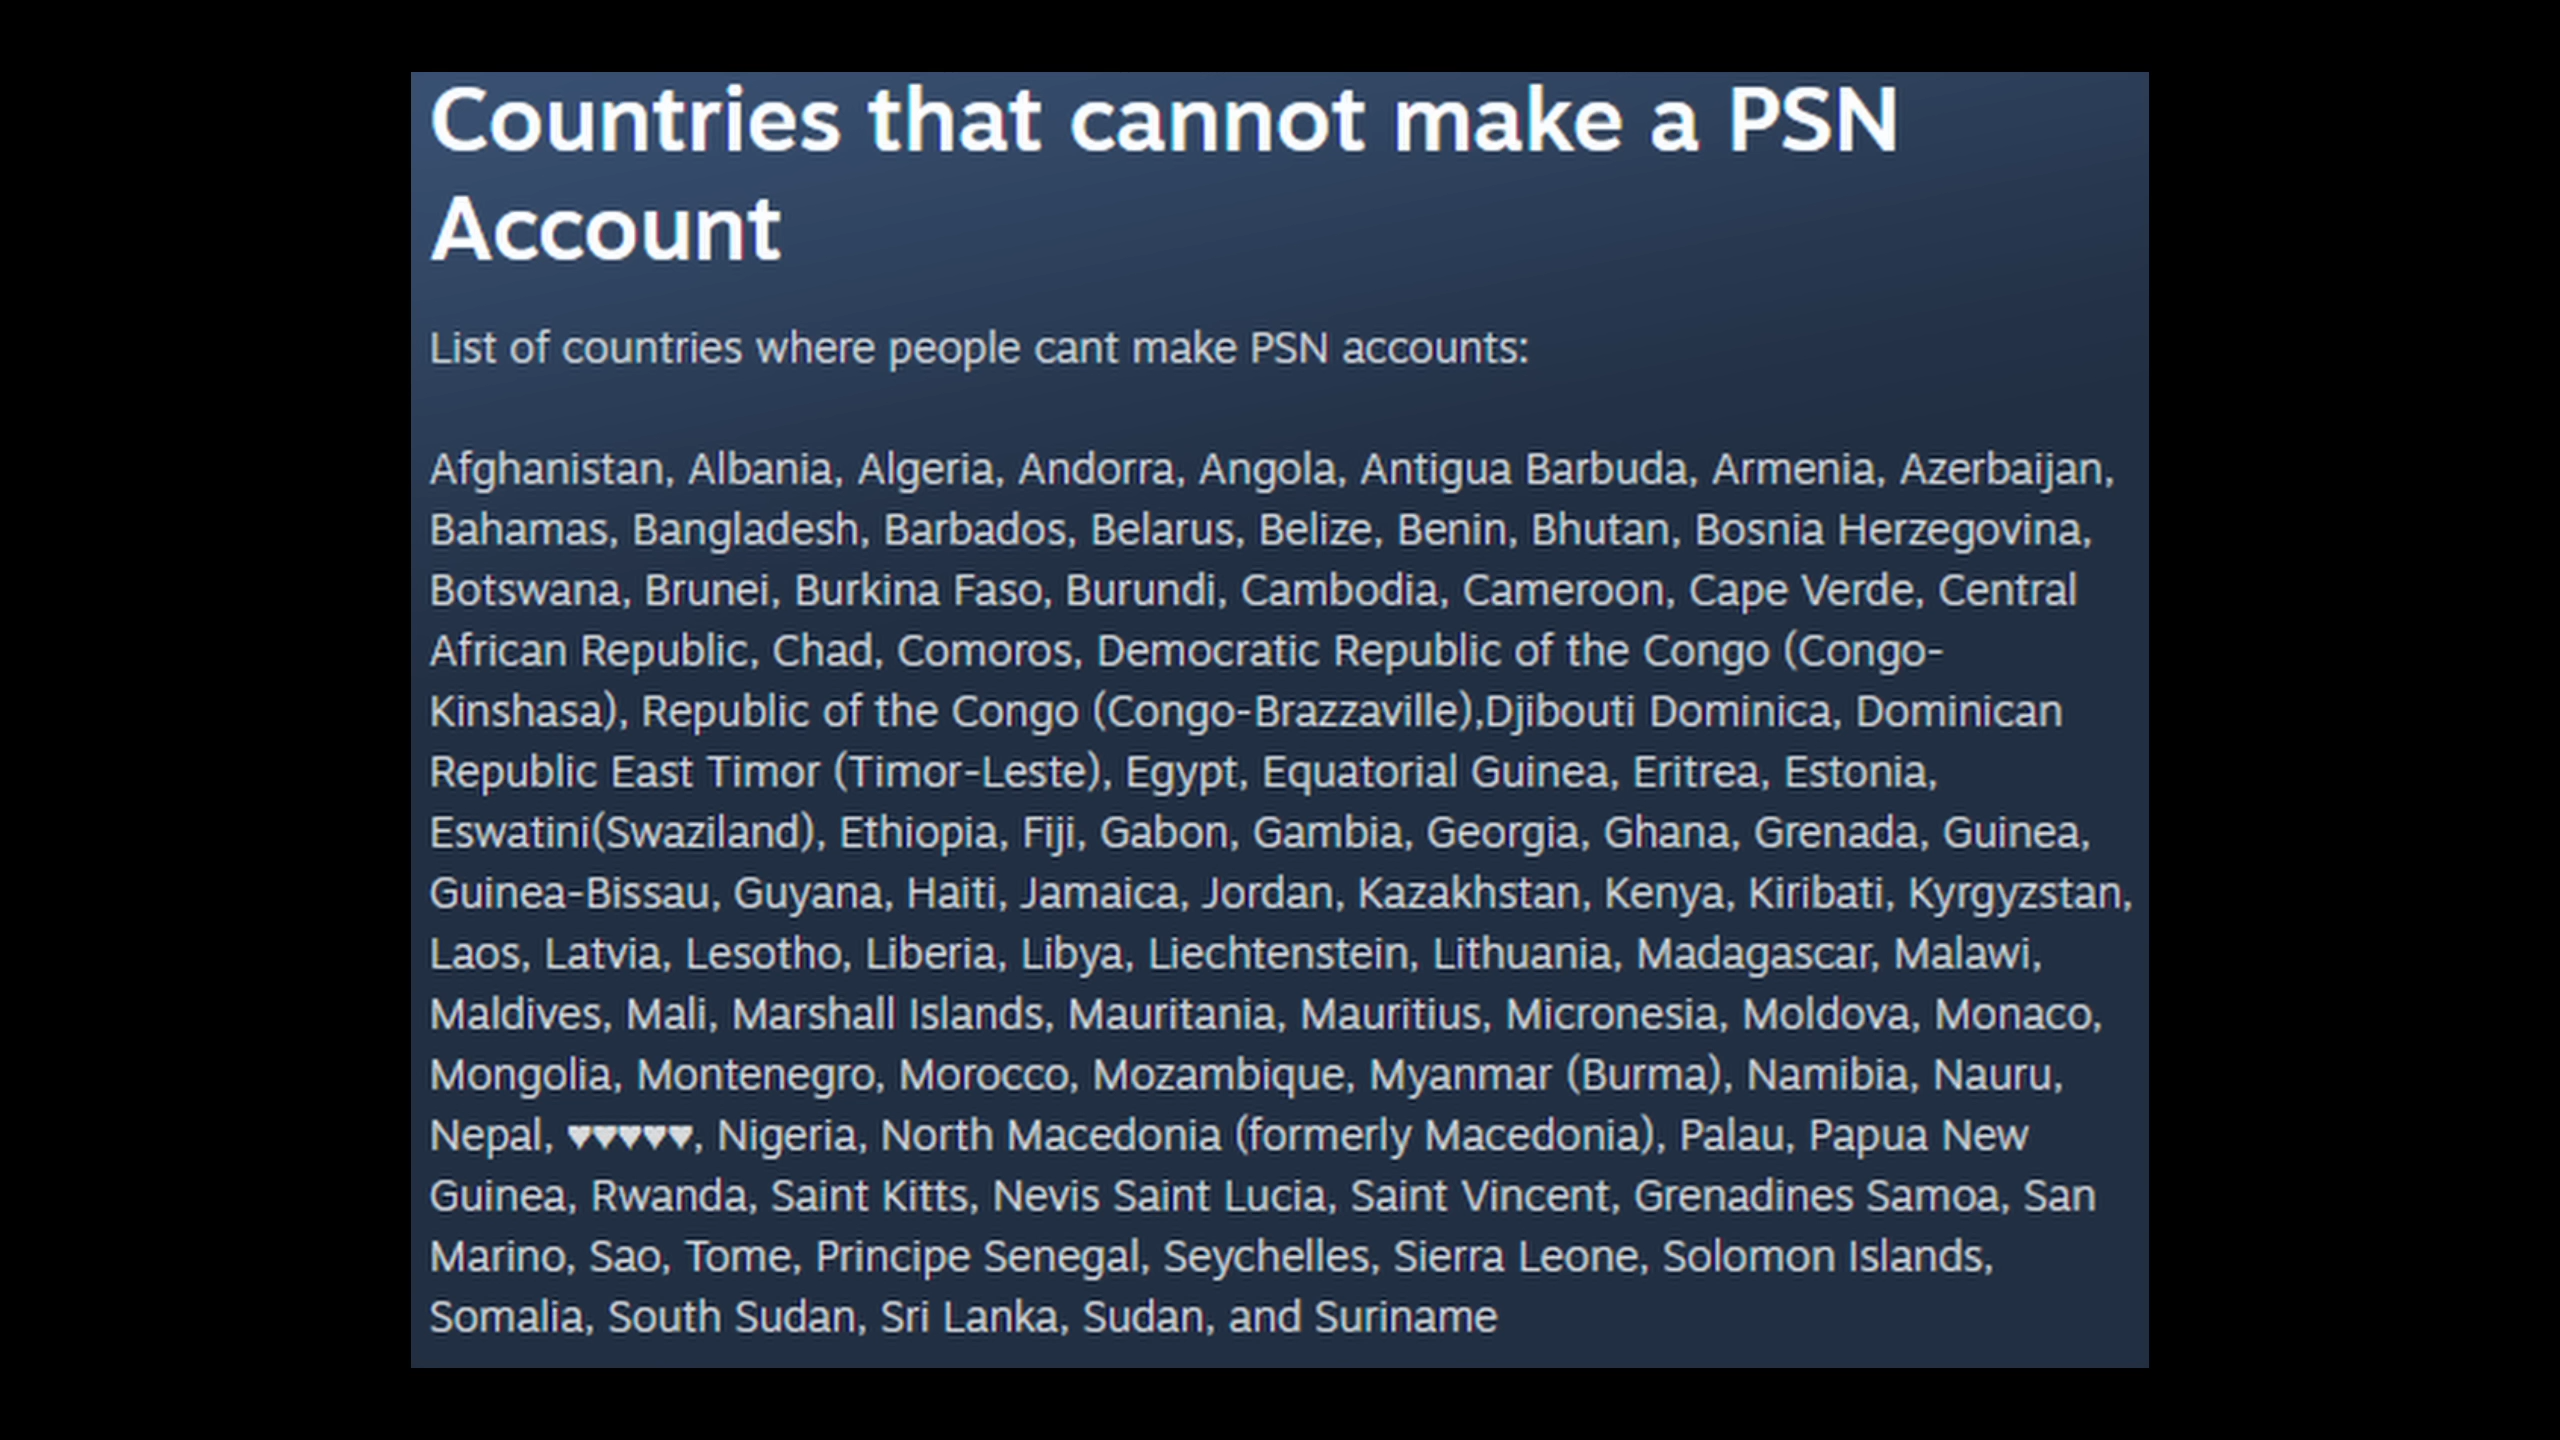 Countries that cannot make a PSN
Account
List of countries where people cant make PSN accounts:
Afghanistan, Albania, Algeria, Andorra, Angola, Antigua Barbuda, Armenia, Azerbaijan,
Bahamas, Bangladesh, Barbados, Belarus, Belize, Benin, Bhutan, Bosnia Herzegovina,
Botswana, Brunei, Burkina Faso, Burundi, Cambodia, Cameroon, Cape Verde, Central
African Republic, Chad, Comoros, Democratic Republic of the Congo (Congo-
Kinshasa), Republic of the Congo (Congo-Brazzaville),Djibouti Dominica, Dominican
Republic East Timor (Timor-Leste), Egypt, Equatorial Guinea, Eritrea, Estonia,
Eswatini(Swaziland), Ethiopia, Fiji, Gabon, Gambia, Georgia, Ghana, Grenada, Guinea,
Guinea-Bissau, Guyana, Haiti, Jamaica, Jordan, Kazakhstan, Kenya, Kiribati, Kyrgyzstan,
Laos, Latvia, Lesotho, Liberia, Libya, Liechtenstein, Lithuania, Madagascar, Malawi,
Maldives, Mali, Marshall Islands, Mauritania, Mauritius, Micronesia, Moldova, Monaco,
Mongolia, Montenegro, Morocco, Mozambique, Myanmar (Burma), Namibia, Nauru,
Nepal, ♥♥♥♥♥, Nigeria, North Macedonia (formerly Macedonia), Palau, Papua New
Guinea, Rwanda, Saint Kitts, Nevis Saint Lucia, Saint Vincent, Grenadines Samoa, San
Marino, Sao, Tome, Principe Senegal, Seychelles, Sierra Leone, Solomon Islands,
Somalia, South Sudan, Sri Lanka, Sudan, and Suriname